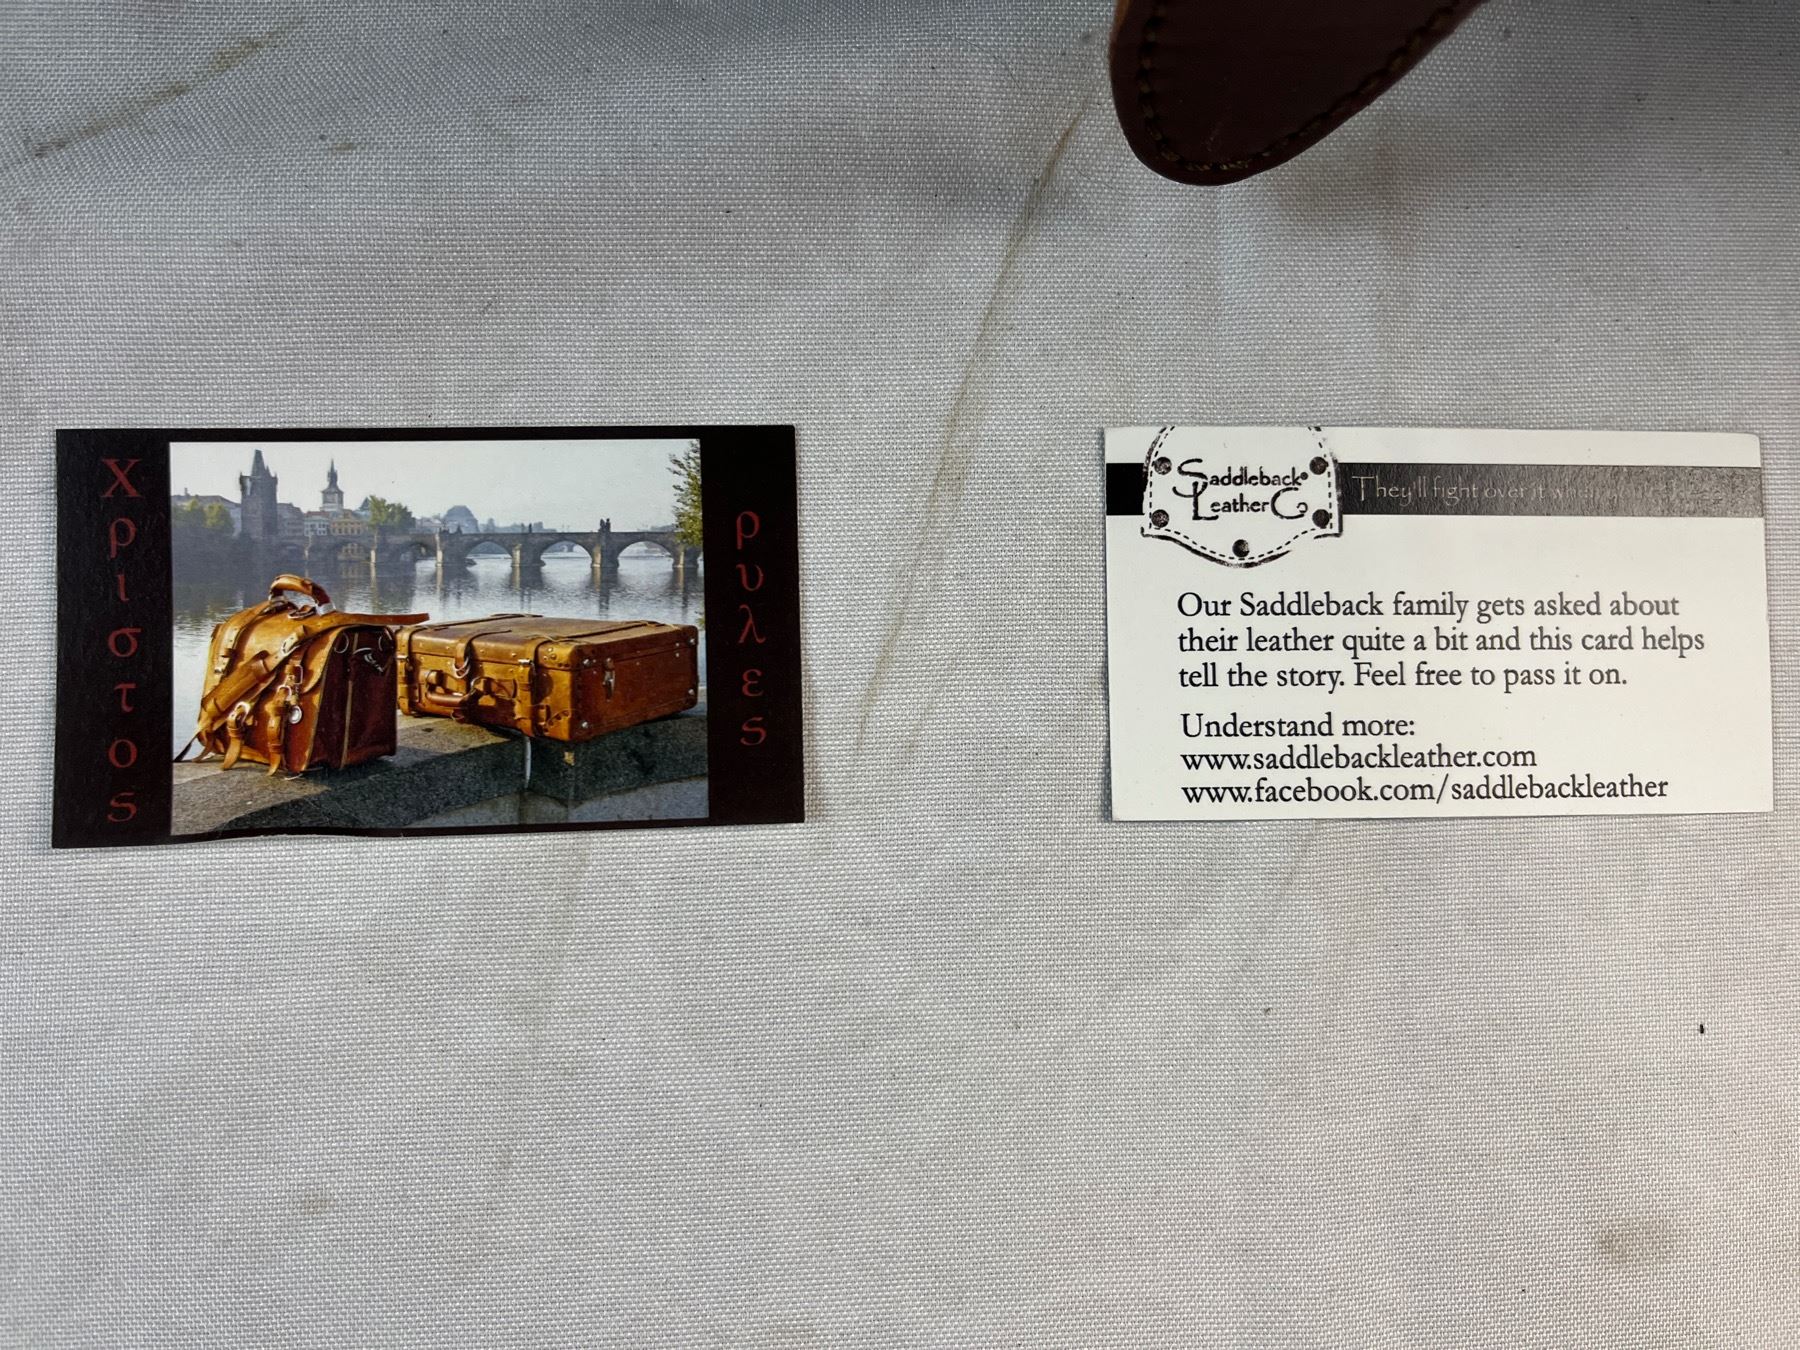 Χριστος
ρυλες
Saddleback®
Leather Co
They'll fight over it when
Our Saddleback family gets asked about
their leather quite a bit and this card helps
tell the story. Feel free to pass it on.
Understand more:
www.saddlebackleather.com
www.facebook.com/saddlebackleather